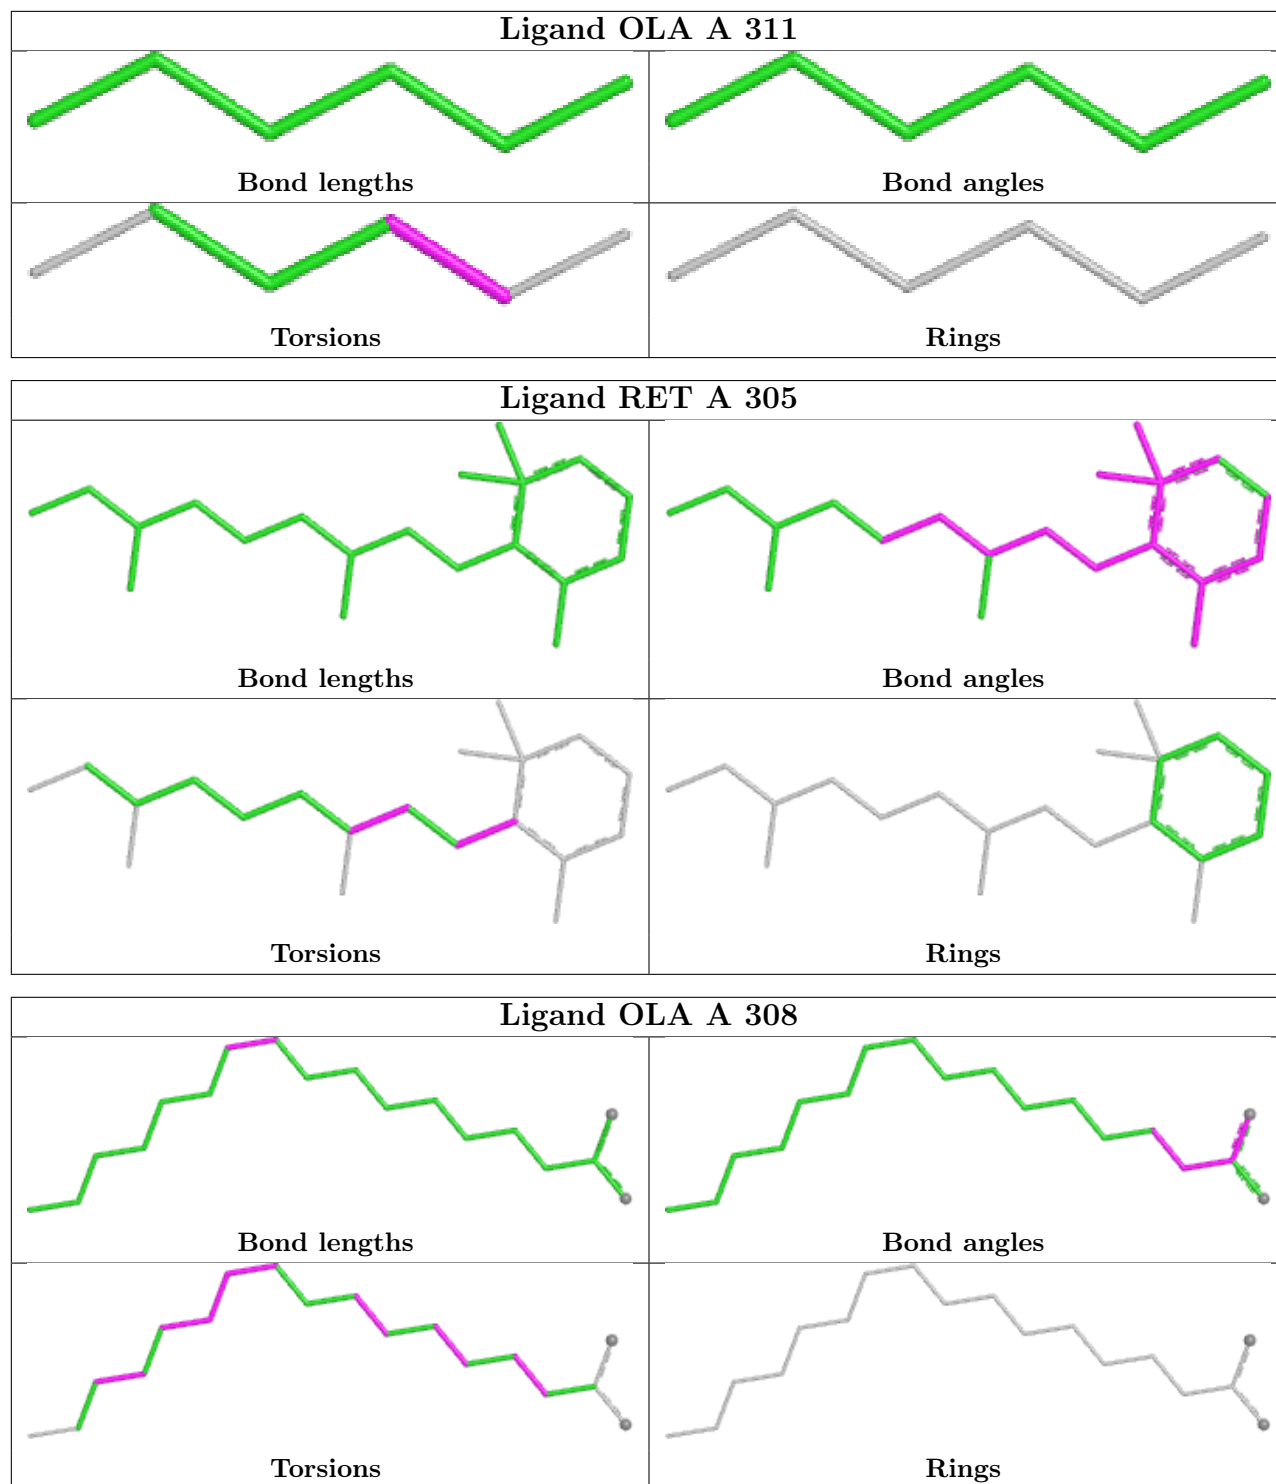 Ligand OLA A 311
Bond lengths
Bond angles
Torsions
Rings
Ligand RET A 305
Bond lengths
Bond angles
Torsions
Rings
Ligand OLA A 308
Bond lengths
Bond angles
Torsions
Rings